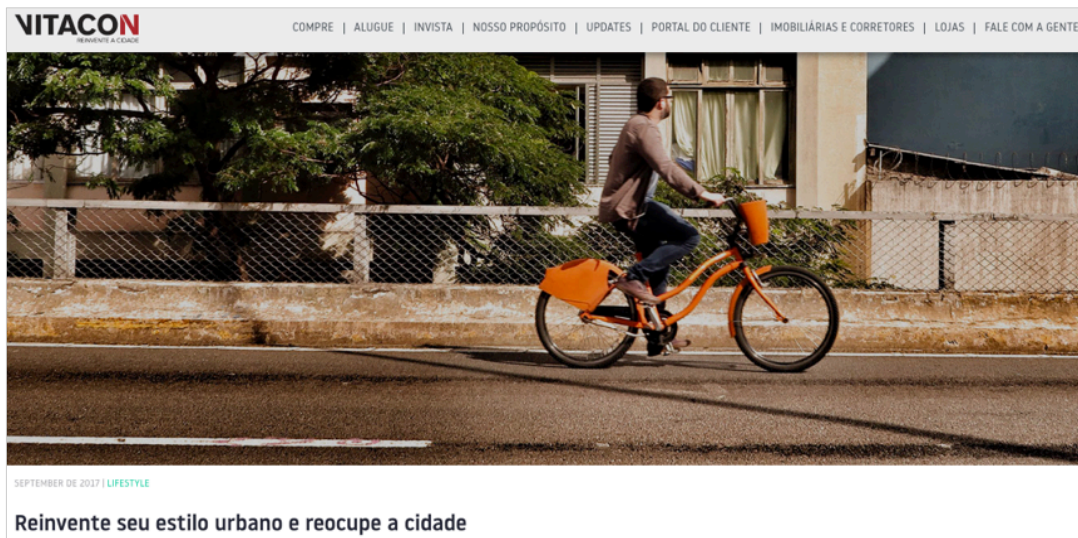 VITACON
REINVENTE A CIDADE
COMPRE | ALUGUE | INVISTA | NOSSO PROPÓSITO | UPDATES | PORTAL DO CLIENTE | IMOBILIÁRIAS E CORRETORES | LOJAS | FALE COM A GENTE
SEPTEMBER DE 2017 | LIFESTYLE
Reinvente seu estilo urbano e reocupe a cidade